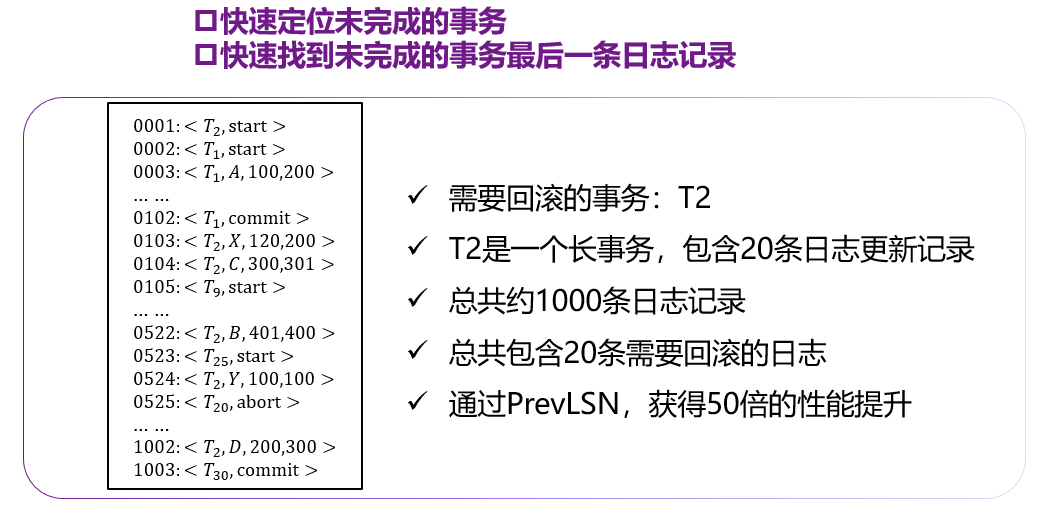 快速定位未完成的事务
快速找到未完成的事务最后一条日志记录
0001:< T₂, start >
0002:< T₁, start >
0003:< T₁, A, 100,200 >
... ...
0102:< T₁, commit >
0103:< T₂, X, 120,200 >
0104:< T₂, C, 300,301 >
0105:< T₉, start >
... ...
0522:< T₂, B, 401,400 >
0523:< T₂₅, start >
0524:< T₂, Y, 100,100 >
0525:< T₂₀, abort >
... ...
1002:< T₂, D, 200,300 >
1003:< T₃₀, commit >
✓ 需要回滚的事务：T2
✓ T2是一个长事务，包含20条日志更新记录
✓ 总共约1000条日志记录
✓ 总共包含20条需要回滚的日志
✓ 通过PrevLSN，获得50倍的性能提升